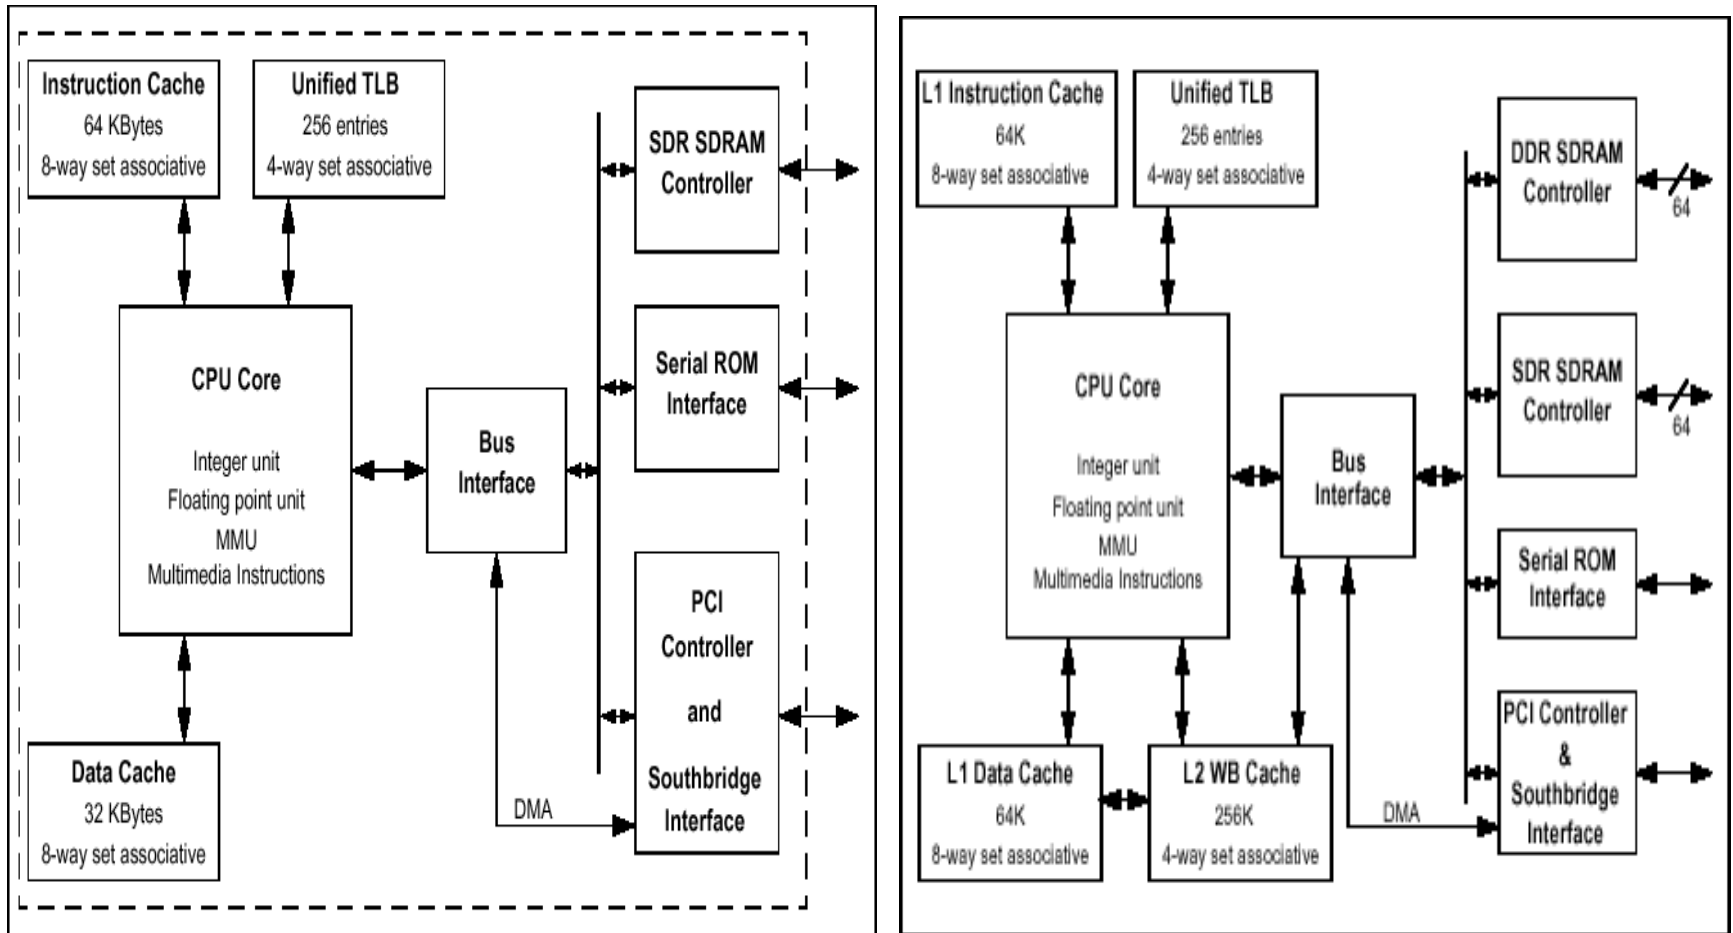 Instruction Cache
64 KBytes
8-way set associative
Unified TLB
256 entries
4-way set associative
SDR SDRAM
Controller
CPU Core
Integer unit
Floating point unit
MMU
Multimedia Instructions
Bus
Interface
Serial ROM
Interface
PCI
Controller
and
Southbridge
Interface
DMA
Data Cache
32 KBytes
8-way set associative
L1 Instruction Cache
64K
8-way set associative
Unified TLB
256 entries
4-way set associative
DDR SDRAM
Controller
64
CPU Core
Integer unit
Floating point unit
MMU
Multimedia Instructions
Bus
Interface
SDR SDRAM
Controller
64
Serial ROM
Interface
PCI Controller
&
Southbridge
Interface
DMA
L1 Data Cache
64K
8-way set associative
L2 WB Cache
256K
4-way set associative